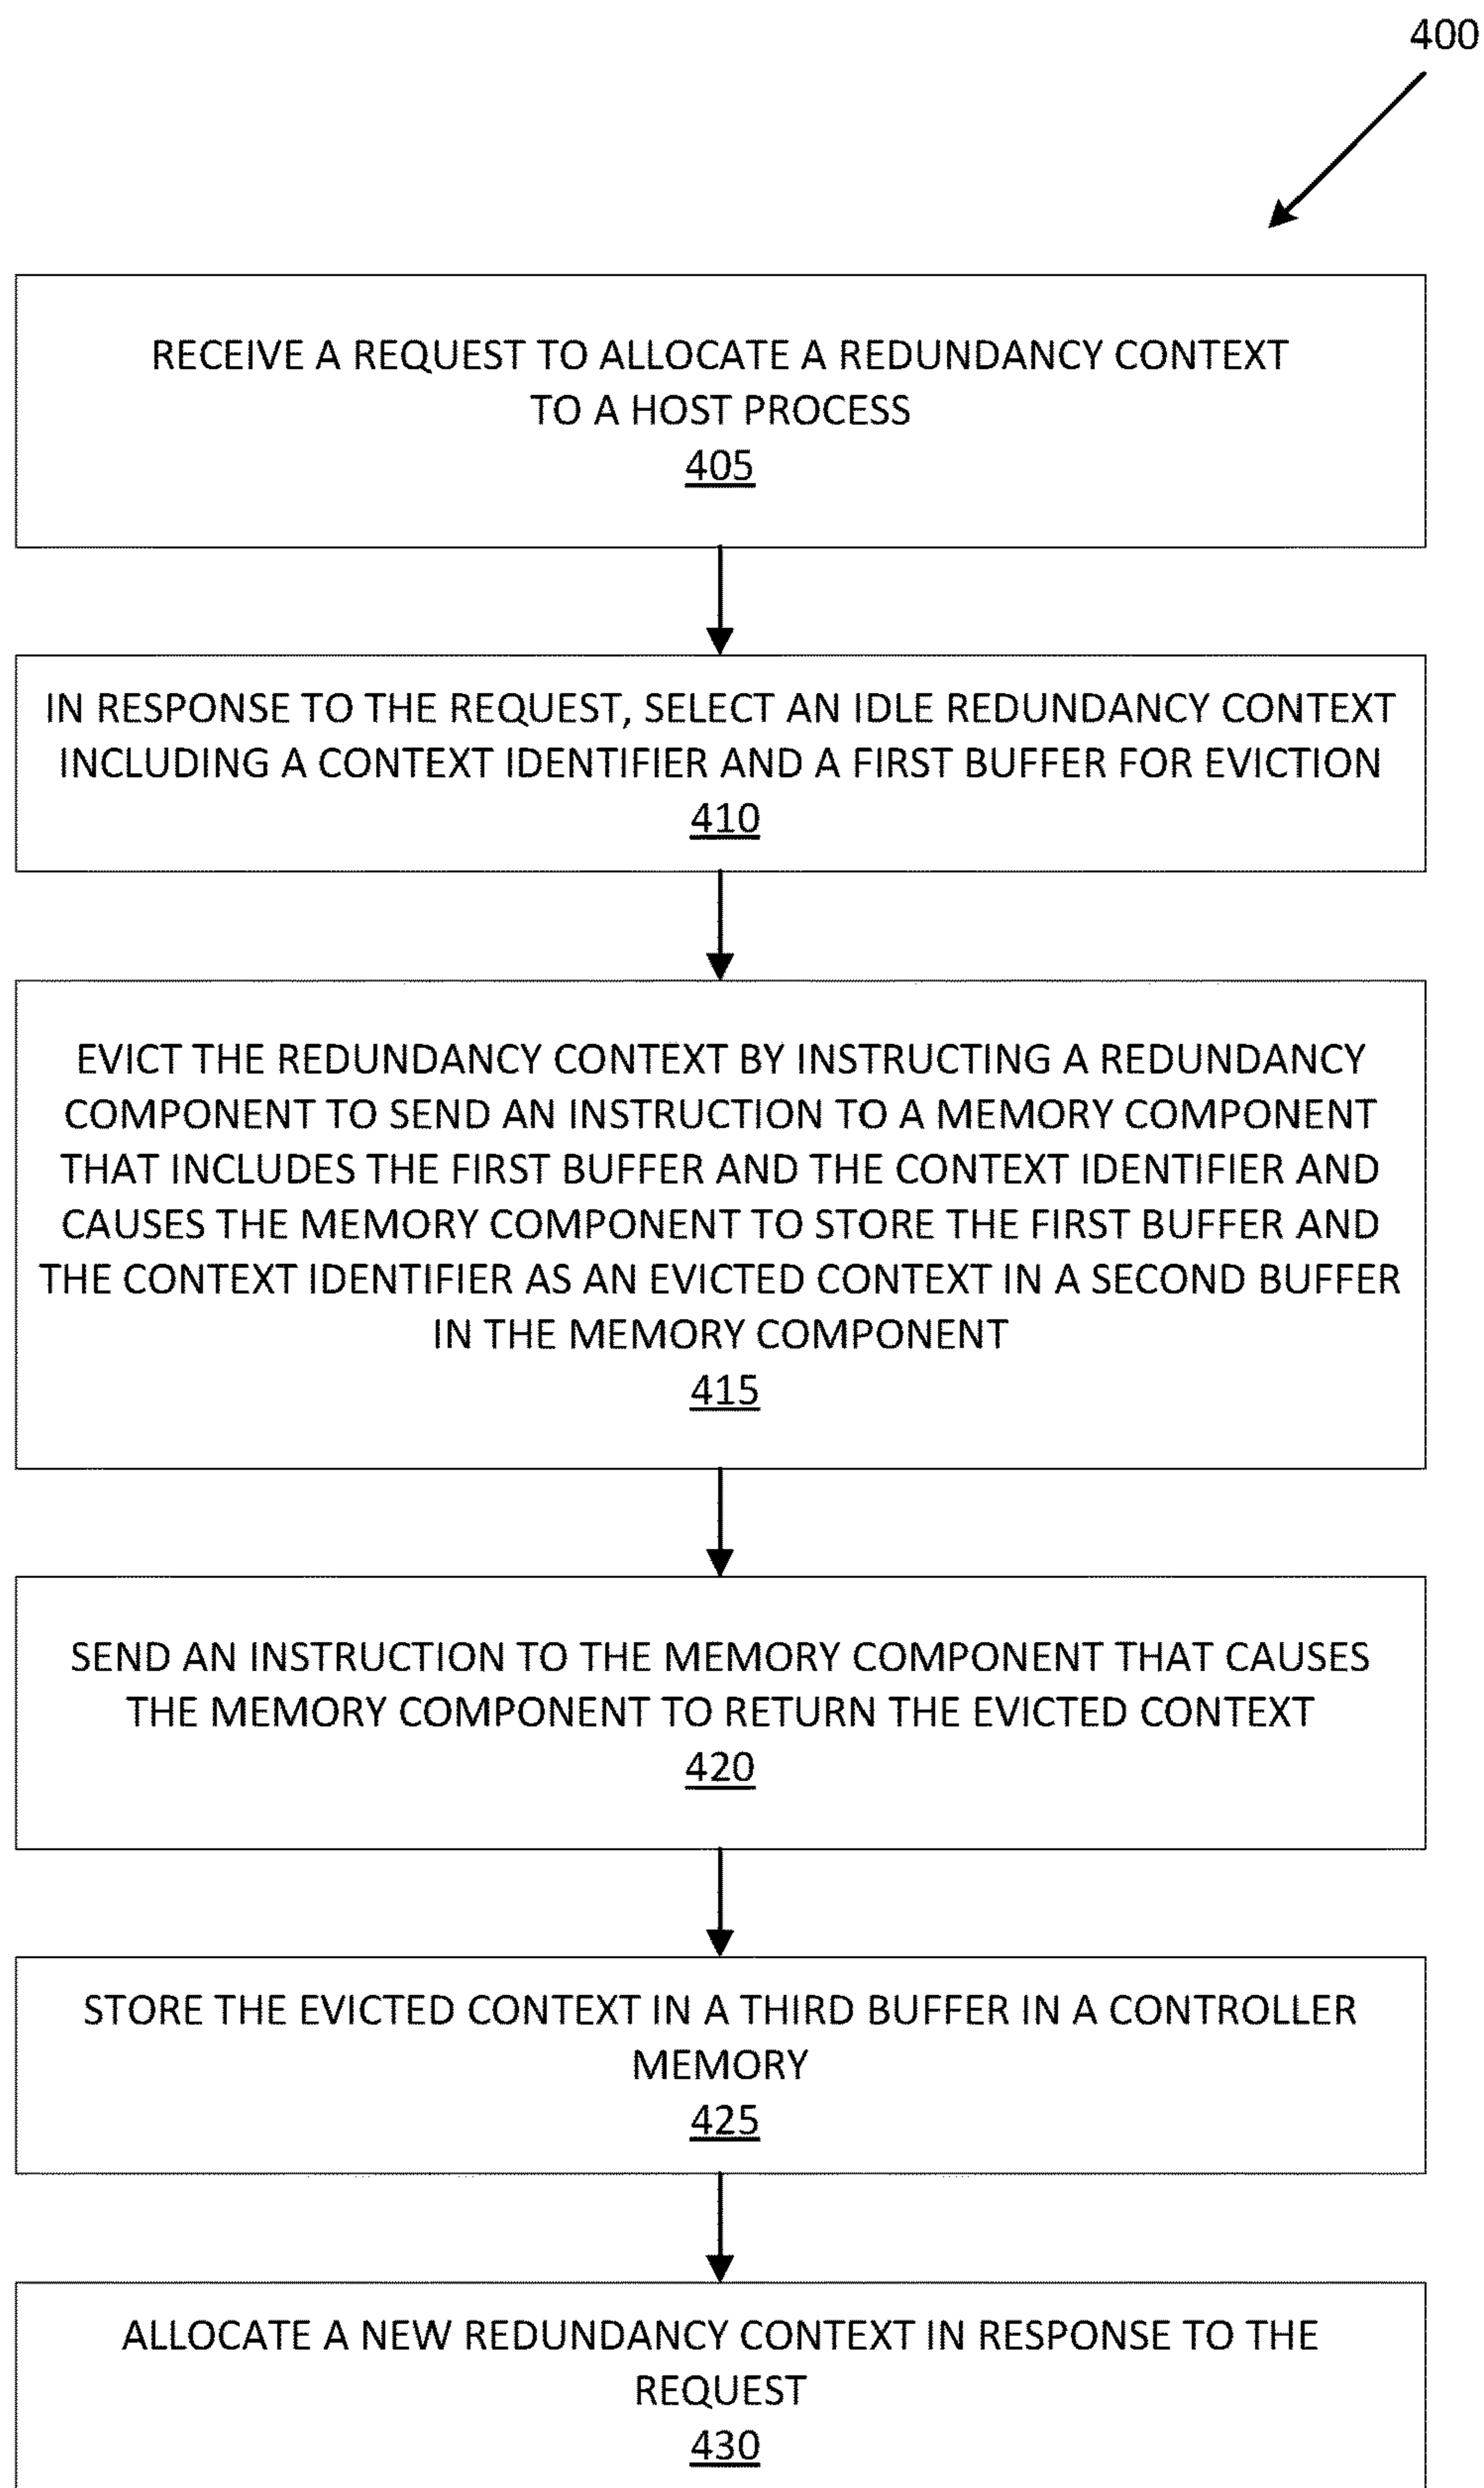 400
RECEIVE A REQUEST TO ALLOCATE A REDUNDANCY CONTEXT
TO A HOST PROCESS
405
IN RESPONSE TO THE REQUEST, SELECT AN IDLE REDUNDANCY CONTEXT
INCLUDING A CONTEXT IDENTIFIER AND A FIRST BUFFER FOR EVICTION
410
EVICT THE REDUNDANCY CONTEXT BY INSTRUCTING A REDUNDANCY
COMPONENT TO SEND AN INSTRUCTION TO A MEMORY COMPONENT
THAT INCLUDES THE FIRST BUFFER AND THE CONTEXT IDENTIFIER AND
CAUSES THE MEMORY COMPONENT TO STORE THE FIRST BUFFER AND
THE CONTEXT IDENTIFIER AS AN EVICTED CONTEXT IN A SECOND BUFFER
IN THE MEMORY COMPONENT
415
SEND AN INSTRUCTION TO THE MEMORY COMPONENT THAT CAUSES
THE MEMORY COMPONENT TO RETURN THE EVICTED CONTEXT
420
STORE THE EVICTED CONTEXT IN A THIRD BUFFER IN A CONTROLLER
MEMORY
425
ALLOCATE A NEW REDUNDANCY CONTEXT IN RESPONSE TO THE
REQUEST
430